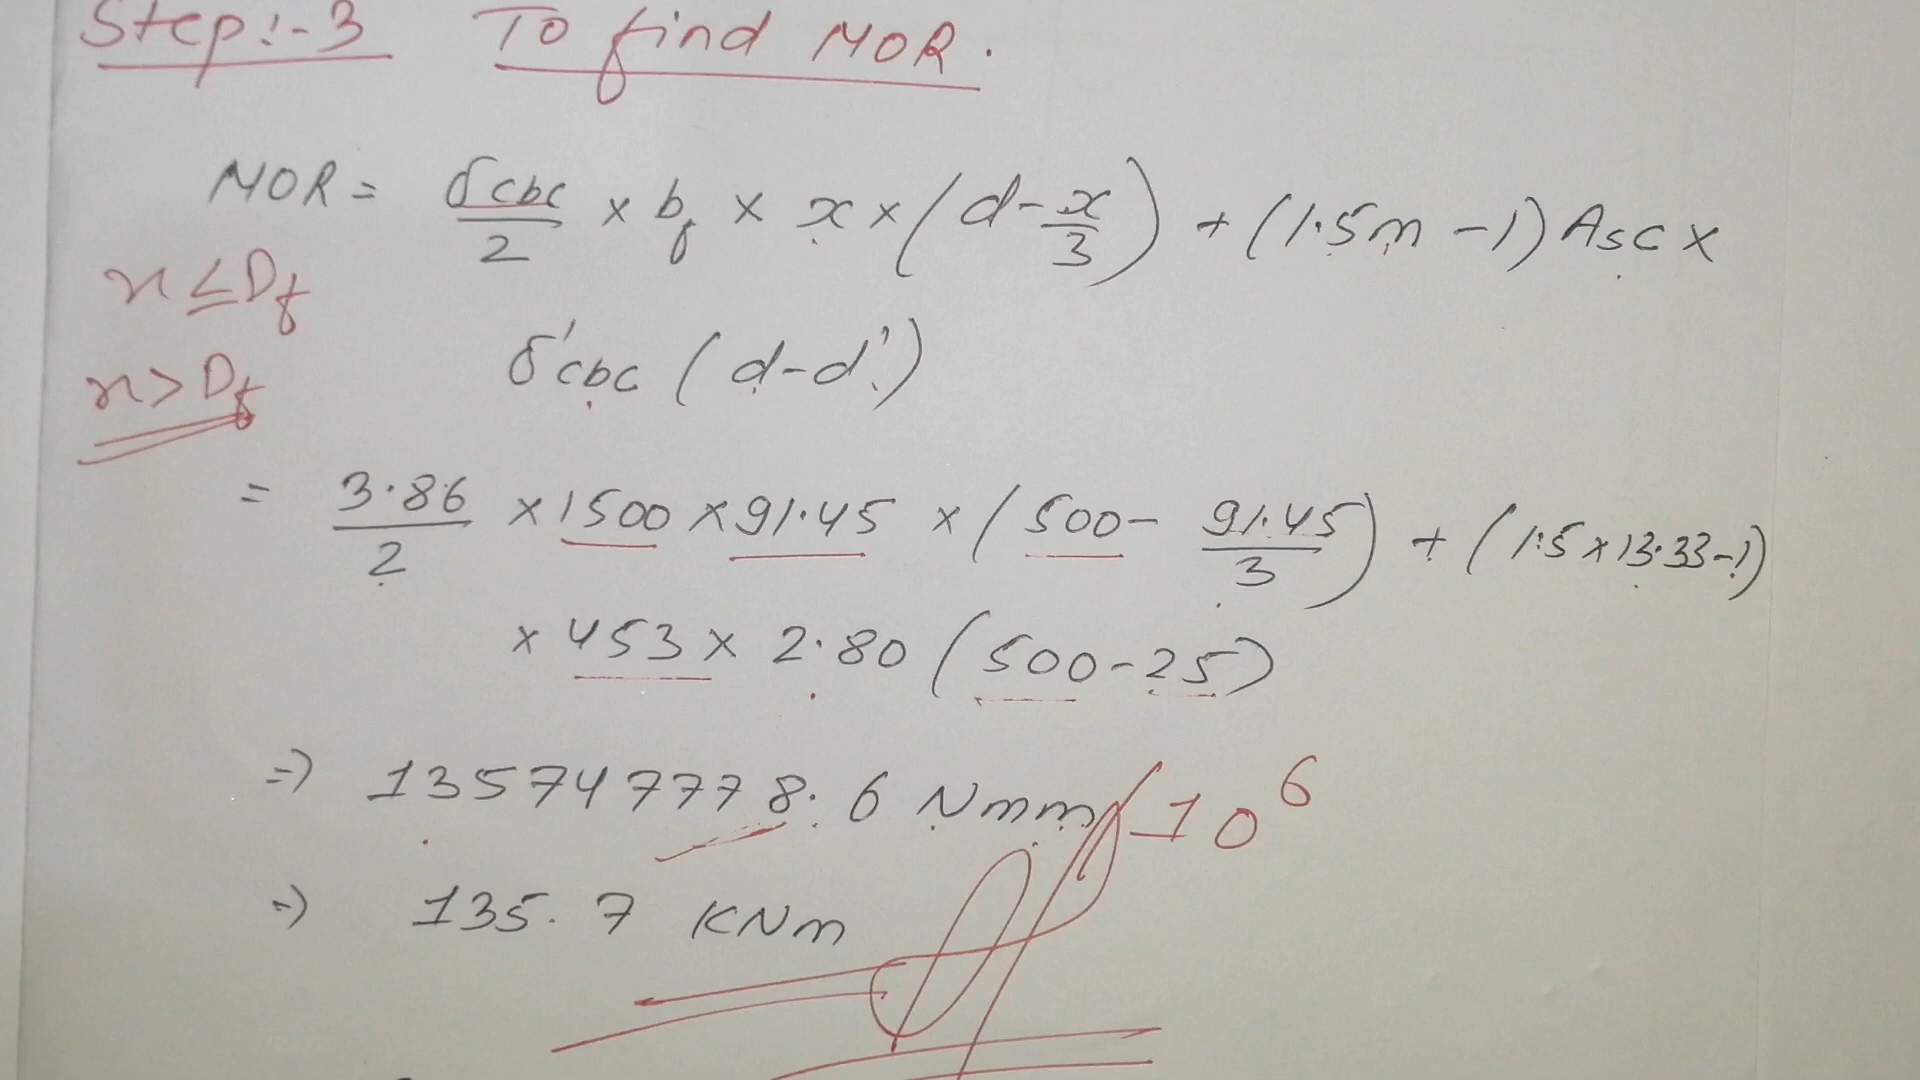 Step:-3 To find MOR.
MOR = σcbc/2 × bf × x × (d - x/3) + (1.5m - 1) Asc ×
x ≤ Df
σ'cbc (d-d')
x > Df
= 3.86/2 × 1500 × 91.45 × (500 - 91.45/3) + (1.5 × 13.33 - 1)
× 453 × 2.80 (500-25)
⇒ 135747778.6 Nmm/10⁶
⇒ 135.7 KNm